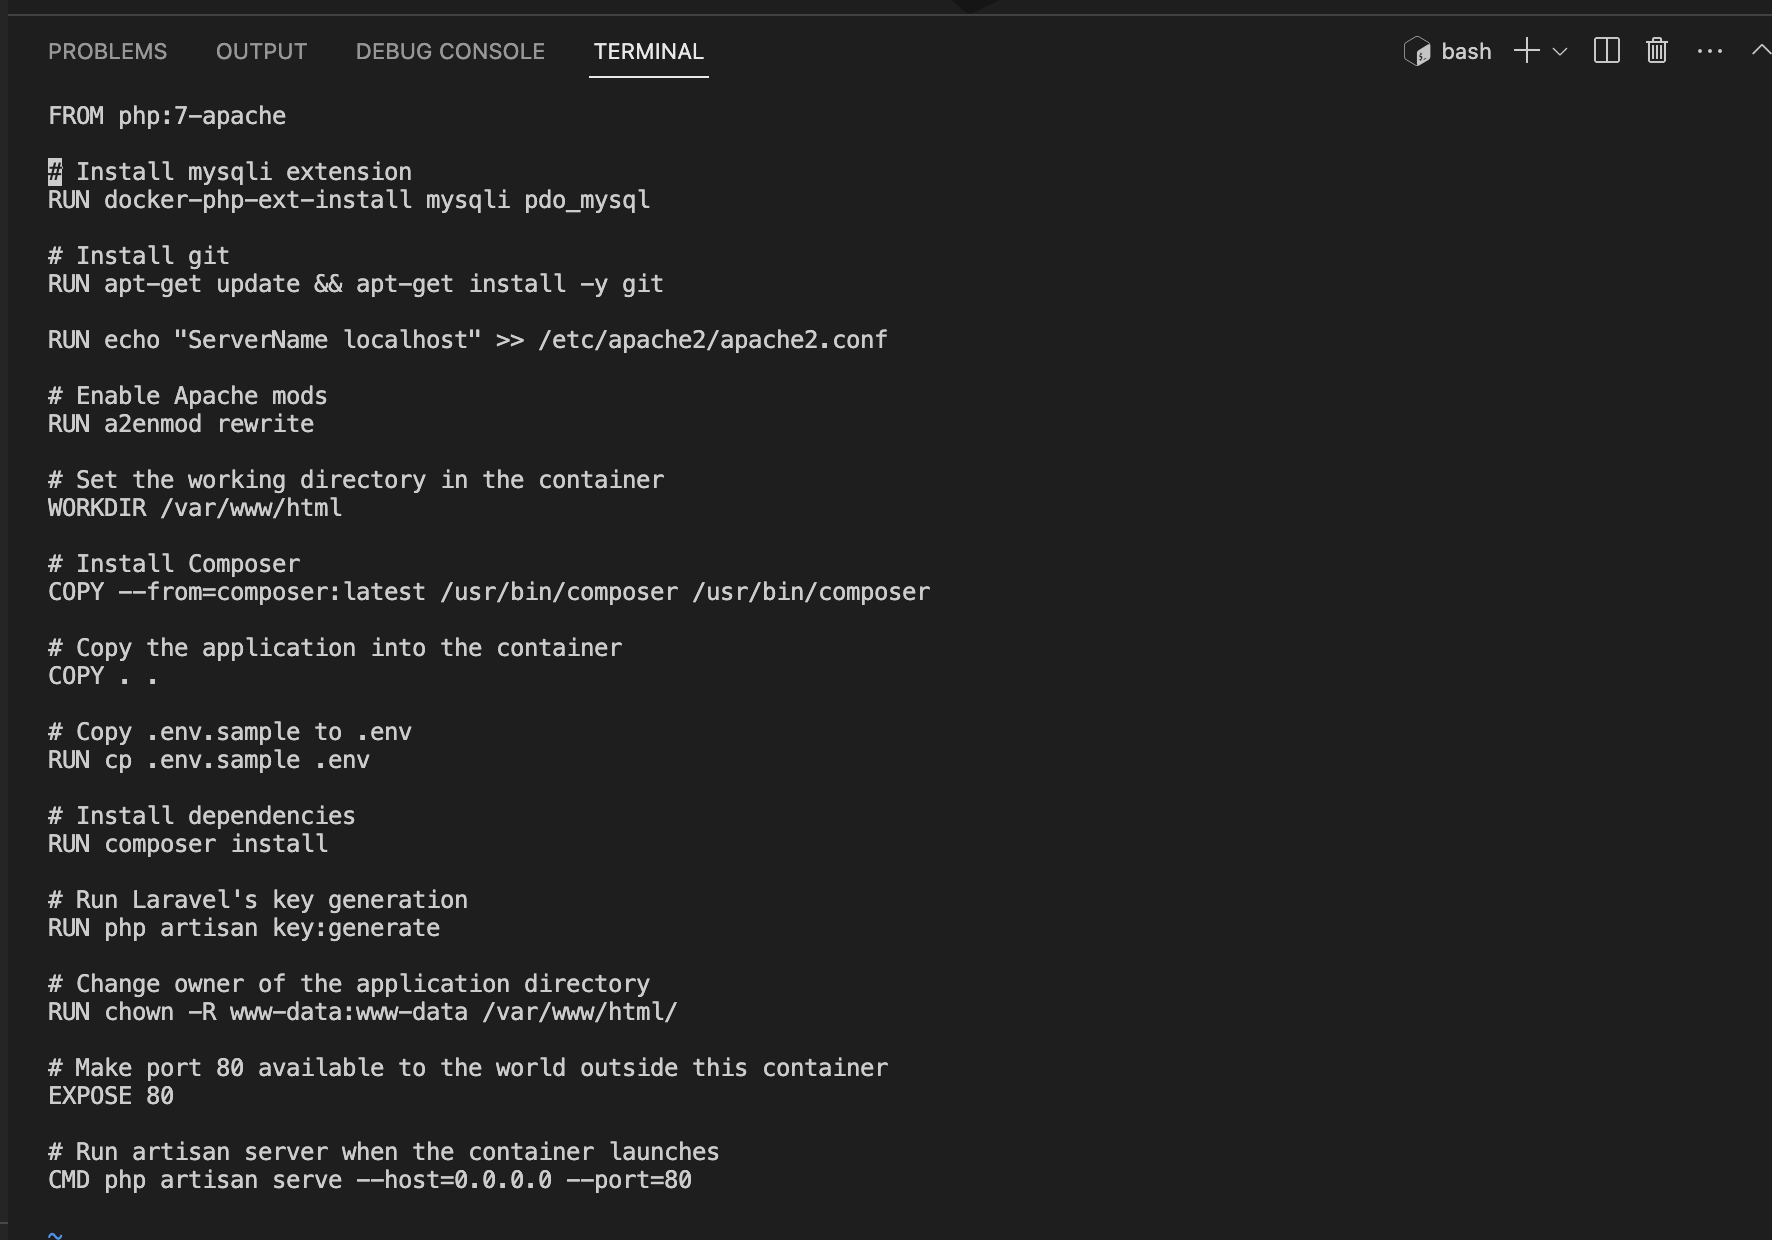 PROBLEMS OUTPUT DEBUG CONSOLE TERMINAL bash
FROM php:7-apache
# Install mysqli extension
RUN docker-php-ext-install mysqli pdo_mysql
# Install git
RUN apt-get update && apt-get install -y git
RUN echo "ServerName localhost" >> /etc/apache2/apache2.conf
# Enable Apache mods
RUN a2enmod rewrite
# Set the working directory in the container
WORKDIR /var/www/html
# Install Composer
COPY --from=composer:latest /usr/bin/composer /usr/bin/composer
# Copy the application into the container
COPY . .
# Copy .env.sample to .env
RUN cp .env.sample .env
# Install dependencies
RUN composer install
# Run Laravel's key generation
RUN php artisan key:generate
# Change owner of the application directory
RUN chown -R www-data:www-data /var/www/html/
# Make port 80 available to the world outside this container
EXPOSE 80
# Run artisan server when the container launches
CMD php artisan serve --host=0.0.0.0 --port=80
~